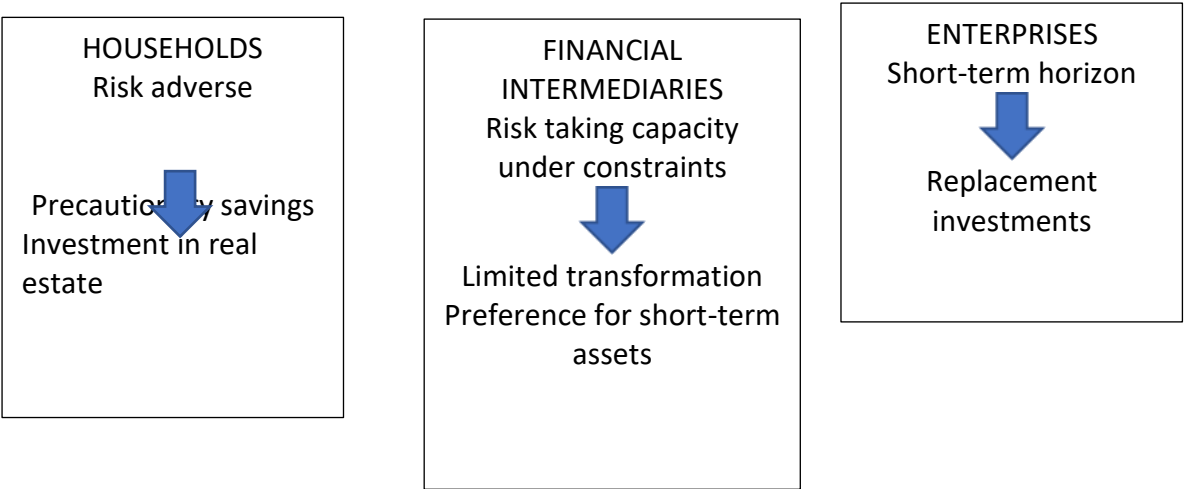 HOUSEHOLDS
Risk adverse
Precautionary savings
Investment in real
estate
FINANCIAL
INTERMEDIARIES
Risk taking capacity
under constraints
Limited transformation
Preference for short-term
assets
ENTERPRISES
Short-term horizon
Replacement
investments